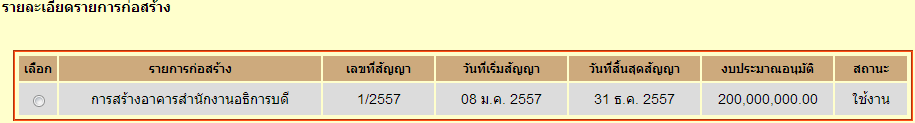 รายละเอียดรายการก่อสร้าง
เลือก รายการก่อสร้าง เลขที่สัญญา วันที่เริ่มสัญญา วันที่สิ้นสุดสัญญา งบประมาณอนุมัติ สถานะ
การสร้างอาคารสำนักงานอธิการบดี 1/2557 08 ม.ค. 2557 31 ธ.ค. 2557 200,000,000.00 ใช้งาน